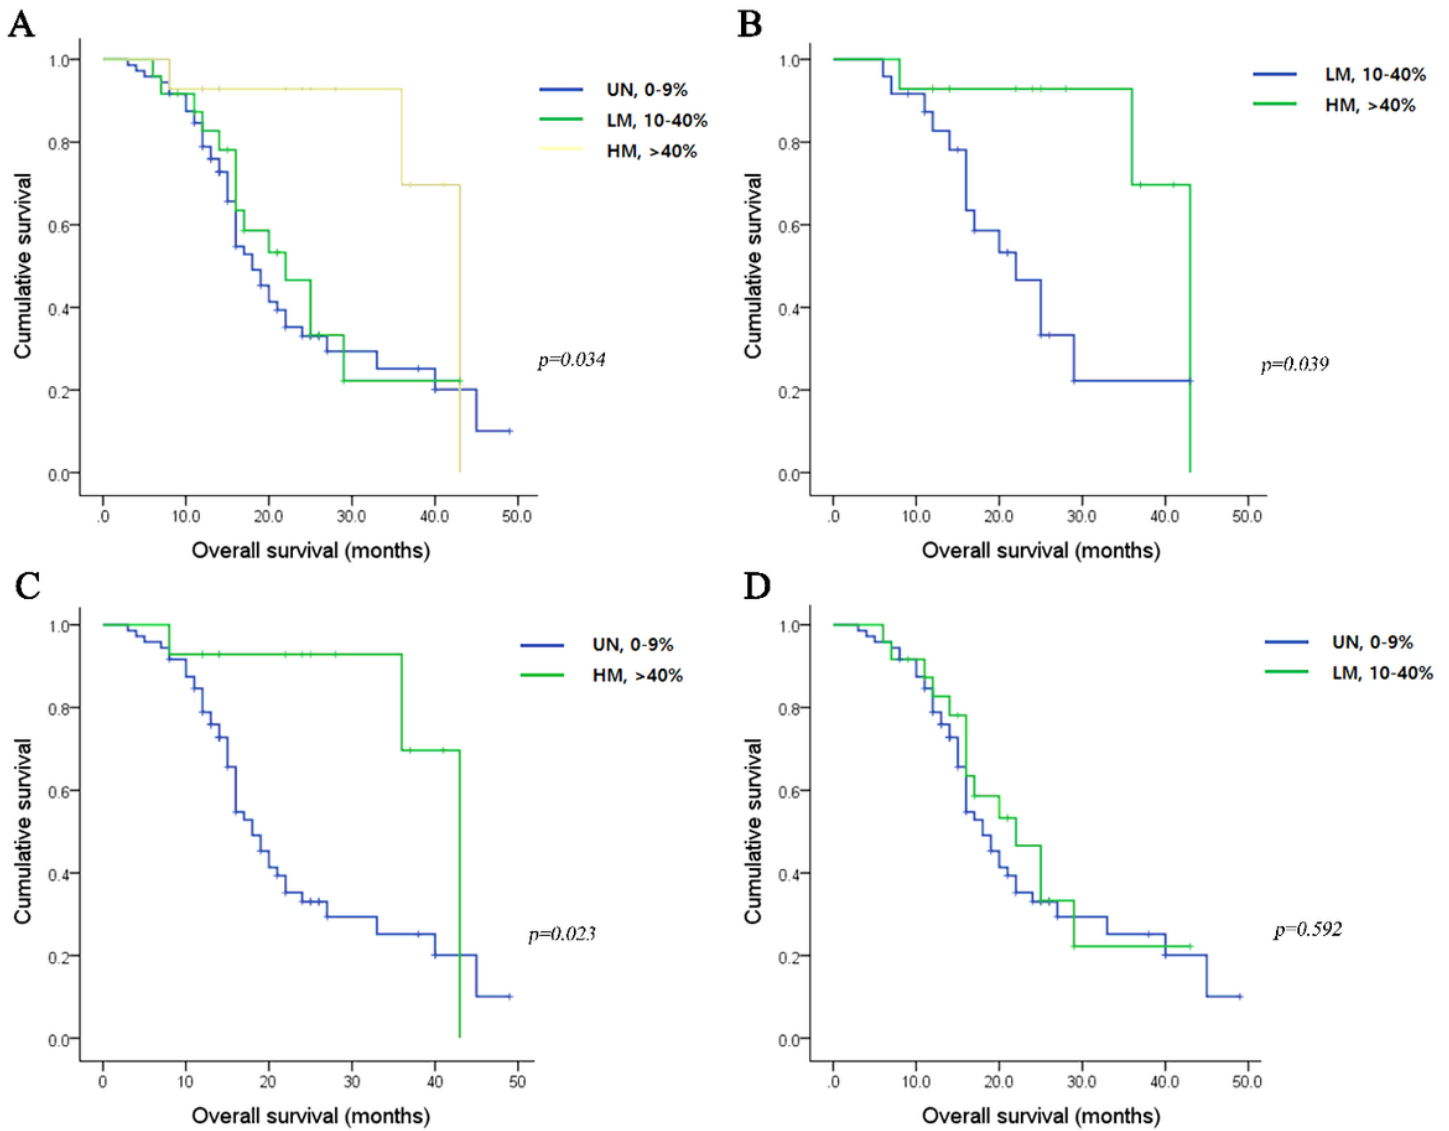 A
Cumulative survival
1.0
0.8
0.6
0.4
0.2
0.0
UN, 0-9%
LM, 10-40%
HM, >40%
p=0.034
.0 10.0 20.0 30.0 40.0 50.0
Overall survival (months)
B
Cumulative survival
1.0
0.8
0.6
0.4
0.2
0.0
LM, 10-40%
HM, >40%
p=0.039
.0 10.0 20.0 30.0 40.0 50.0
Overall survival (months)
C
Cumulative survival
1.0
0.8
0.6
0.4
0.2
0.0
UN, 0-9%
HM, >40%
p=0.023
0 10 20 30 40 50
Overall survival (months)
D
Cumulative survival
1.0
0.8
0.6
0.4
0.2
0.0
UN, 0-9%
LM, 10-40%
p=0.592
.0 10.0 20.0 30.0 40.0 50.0
Overall survival (months)